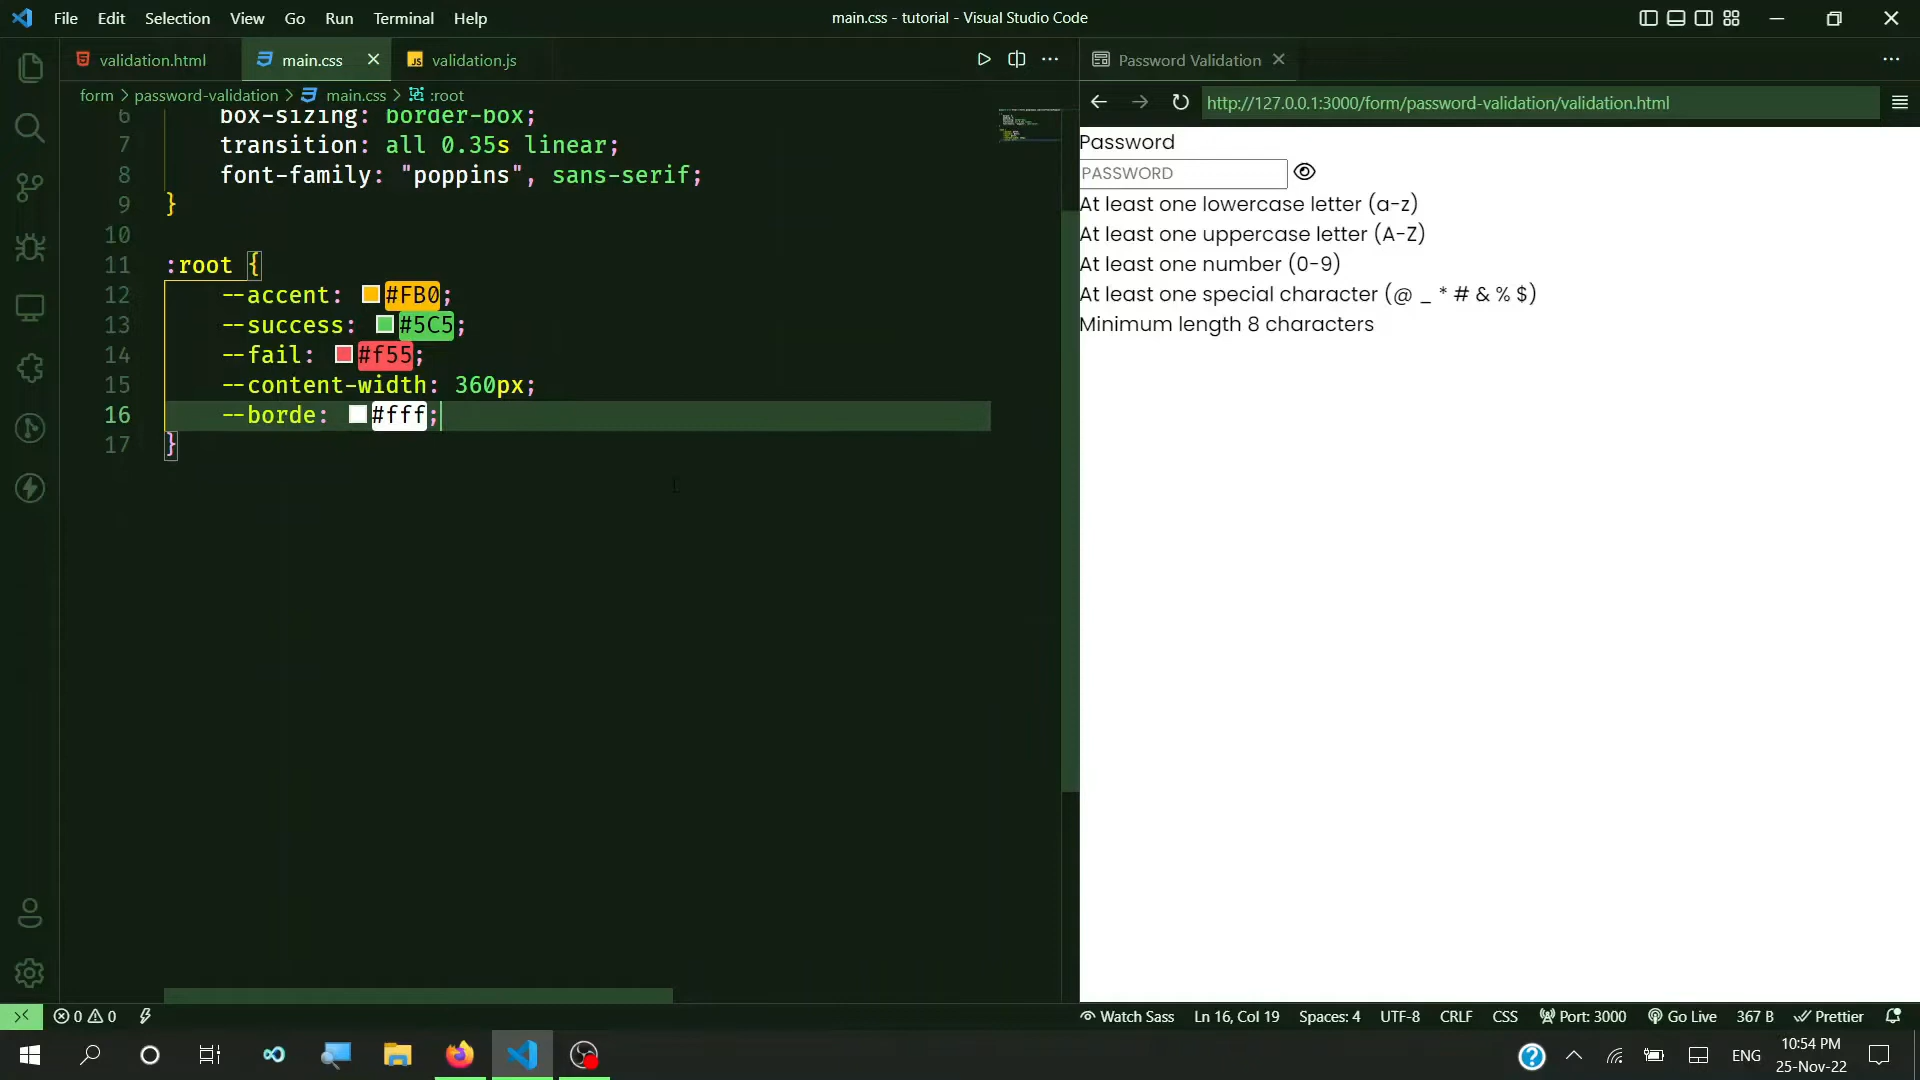 File Edit Selection View Go Run Terminal Help
main.css - tutorial - Visual Studio Code
validation.html
main.css
validation.js
form > password-validation > main.css > :root
6 box-sizing: border-box;
7 transition: all 0.35s linear;
8 font-family: "poppins", sans-serif;
9 }
10
11 :root {
12 --accent: #FB0;
13 --success: #5C5;
14 --fail: #f55;
15 --content-width: 360px;
16 --borde: #fff;
17 }
Password Validation
http://127.0.0.1:3000/form/password-validation/validation.html
Password
PASSWORD
At least one lowercase letter (a-z)
At least one uppercase letter (A-Z)
At least one number (0-9)
At least one special character (@ _ * # & % $)
Minimum length 8 characters
0 0
Watch Sass Ln 16, Col 19 Spaces: 4 UTF-8 CRLF CSS Port: 3000 Go Live 367 B Prettier
ENG
10:54 PM
25-Nov-22